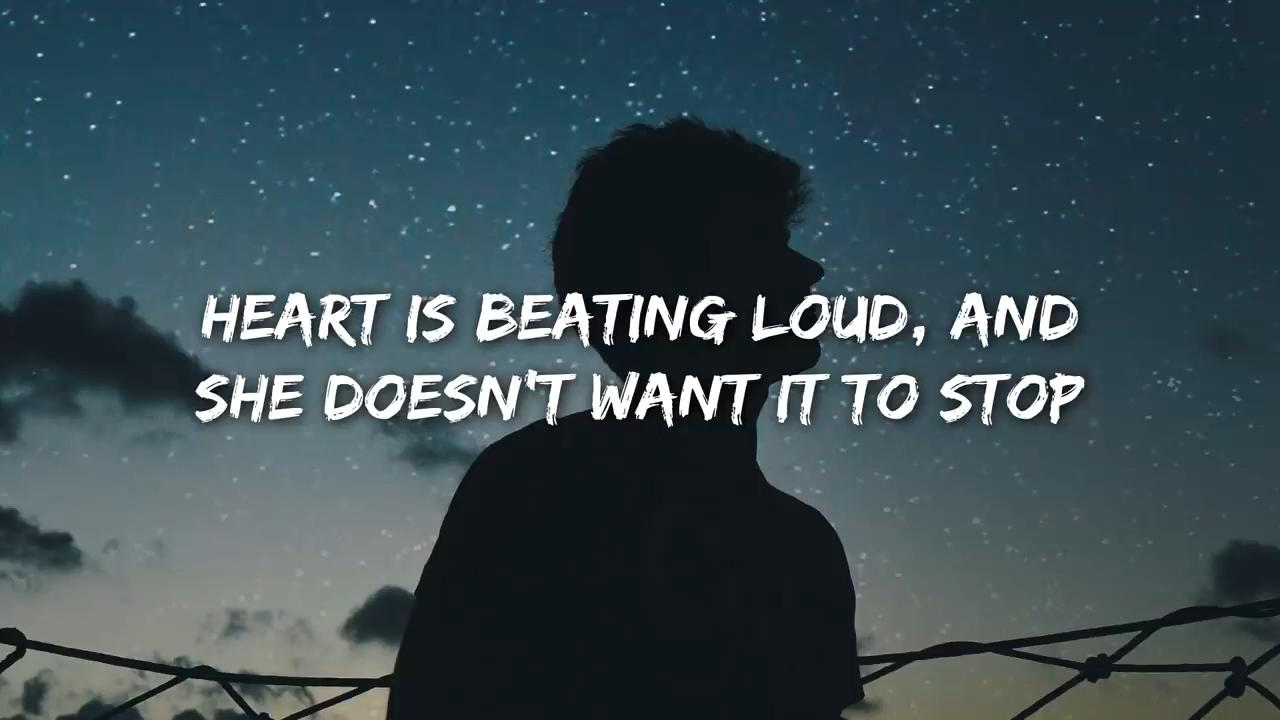 HEART IS BEATING LOUD, AND
SHE DOESN'T WANT IT TO STOP